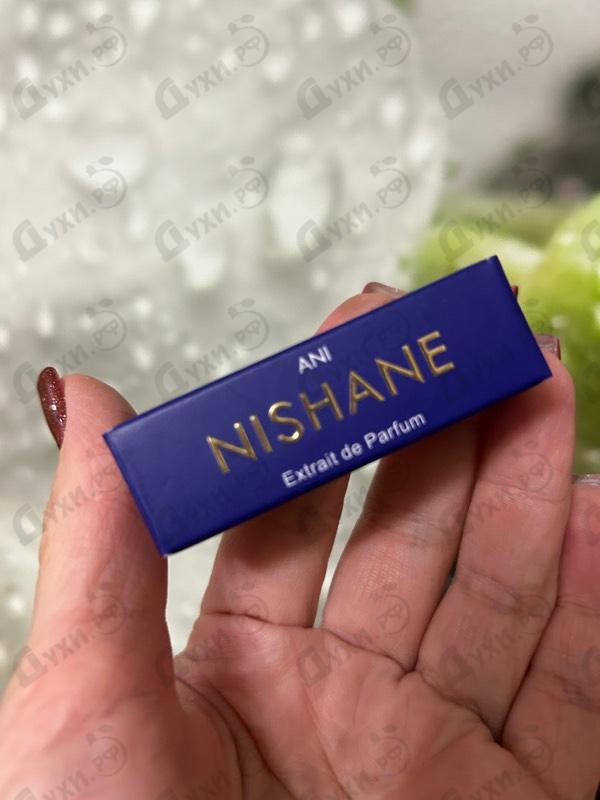 ANI
NISHANE
Extrait de Parfum
Духи.РФ